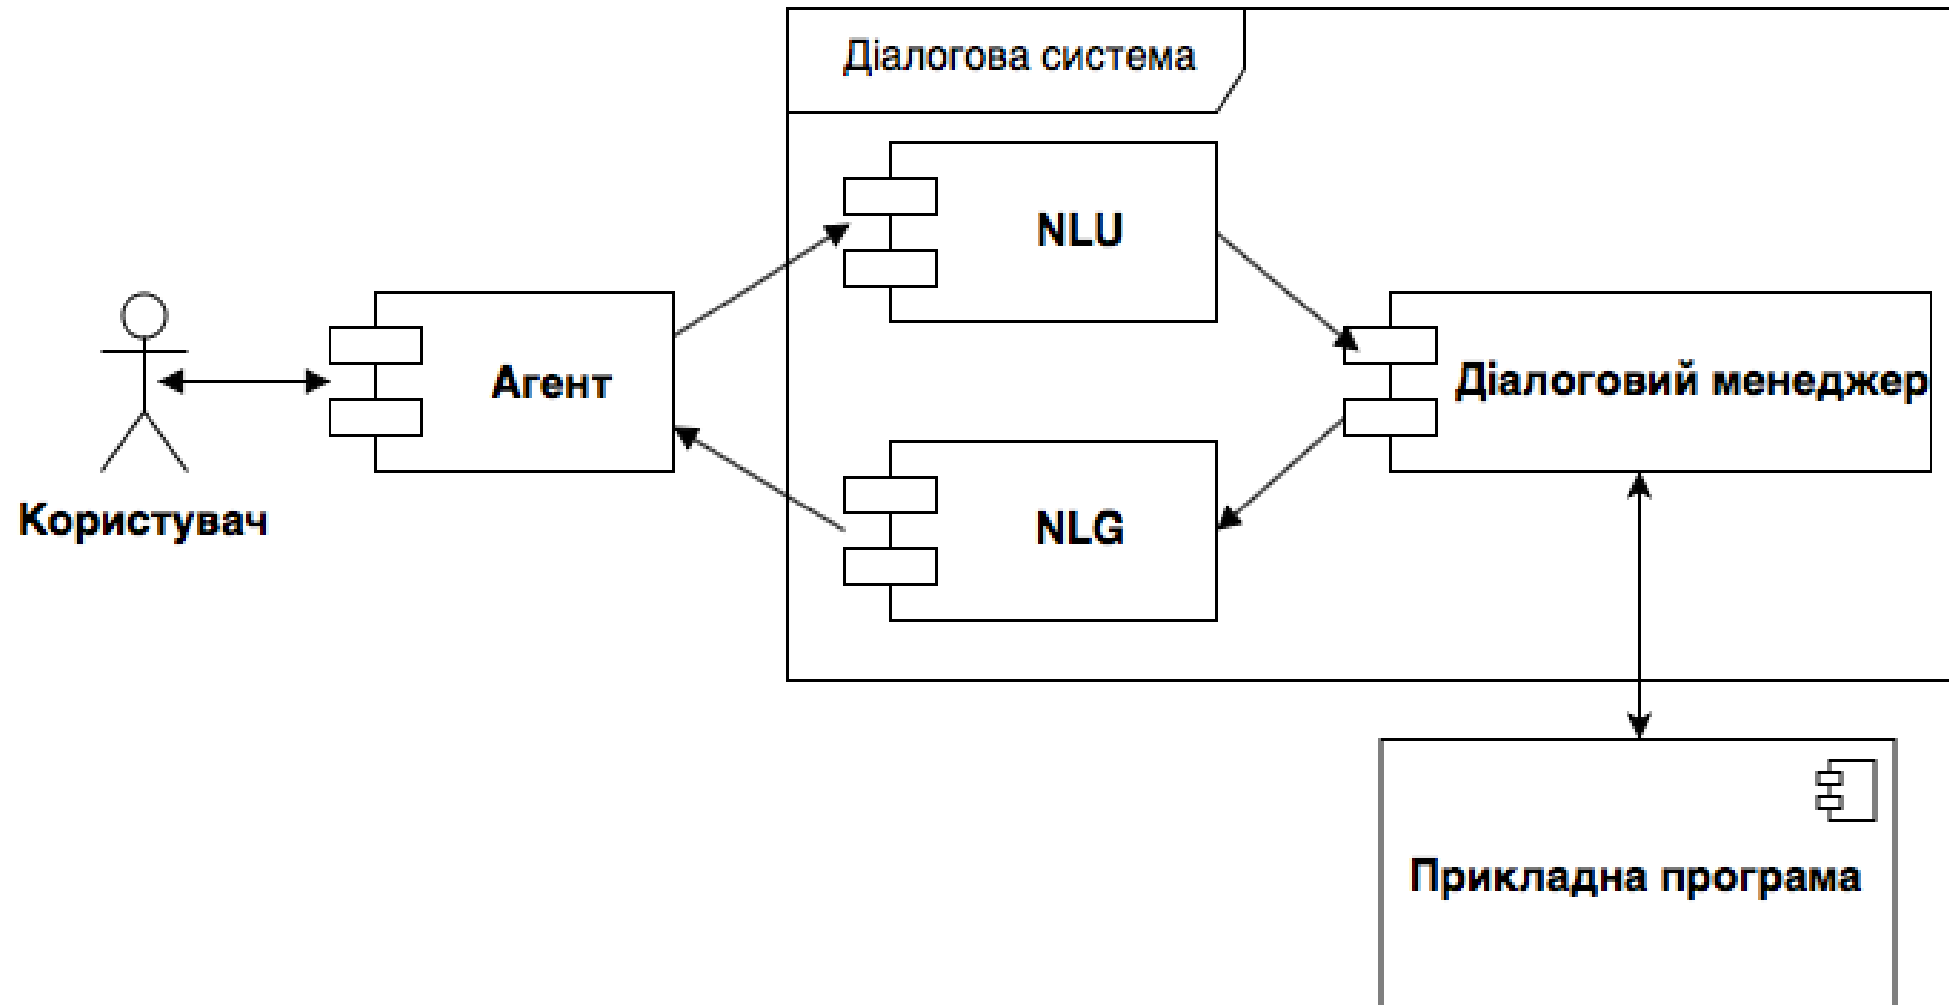 Діалогова система
NLU
Агент
Діалоговий менеджер
Користувач
NLG
Прикладна програма